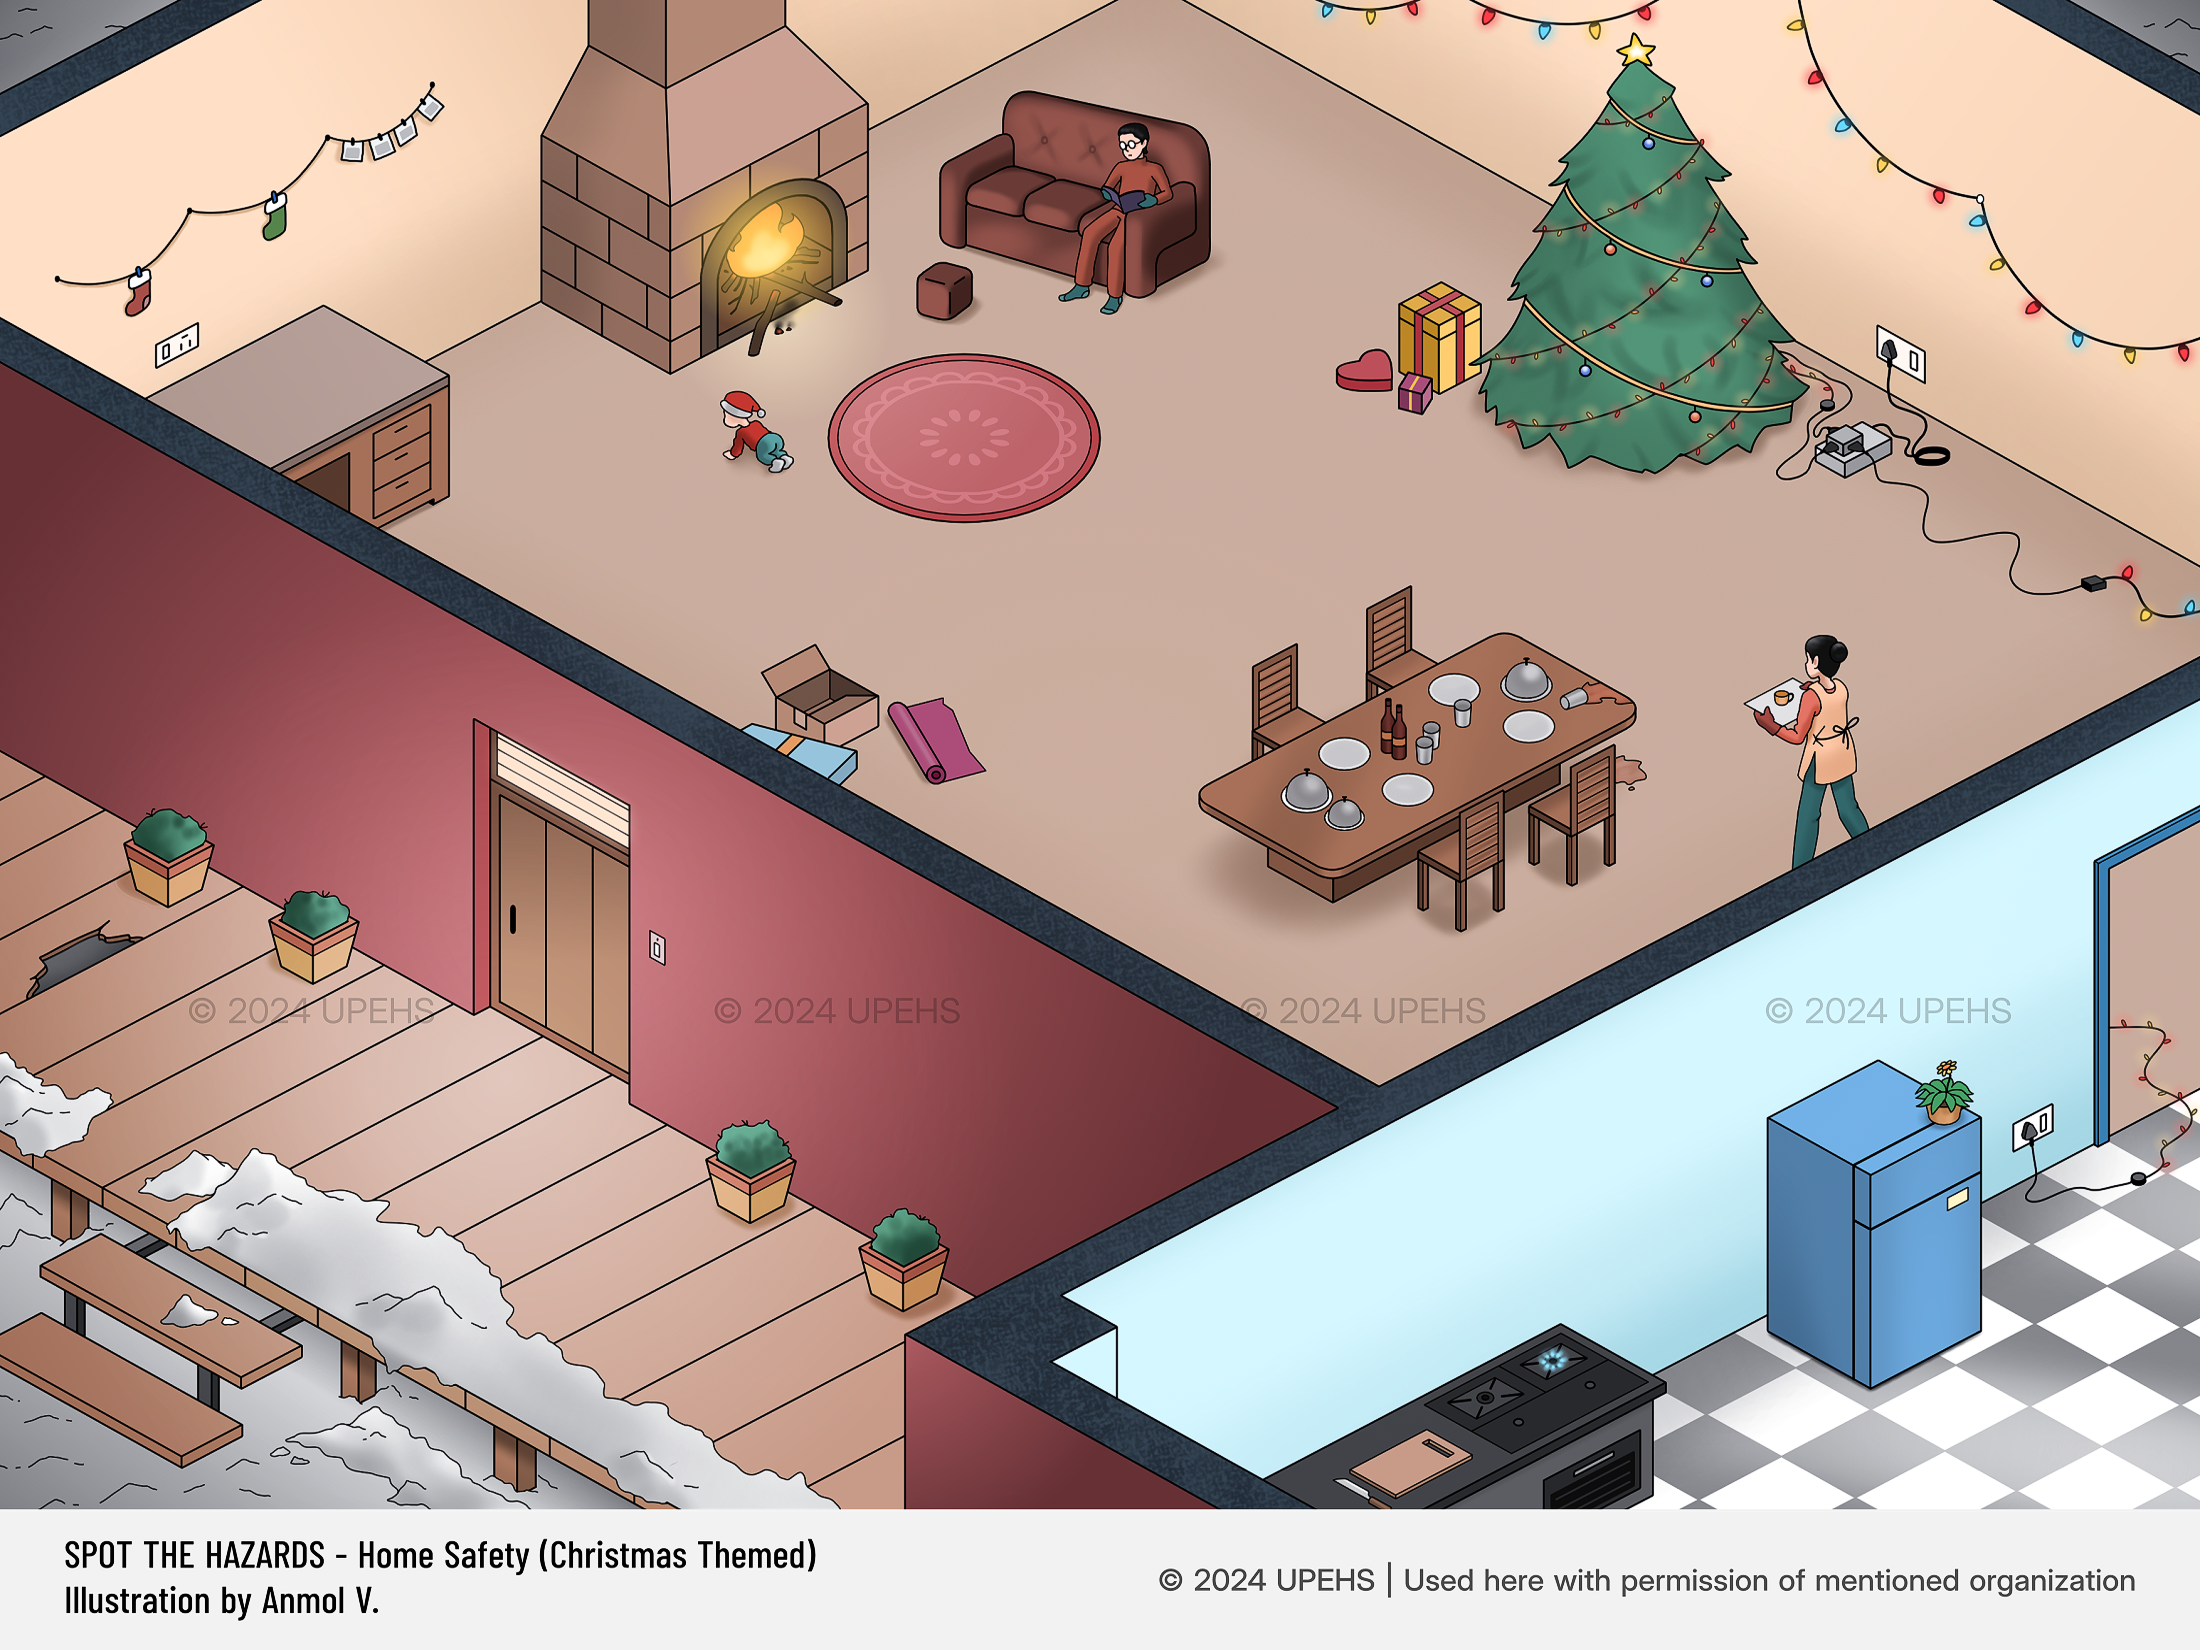 © 2024 UPEHS © 2024 UPEHS © 2024 UPEHS © 2024 UPEHS
SPOT THE HAZARDS - Home Safety (Christmas Themed)
Illustration by Anmol V.
© 2024 UPEHS | Used here with permission of mentioned organization